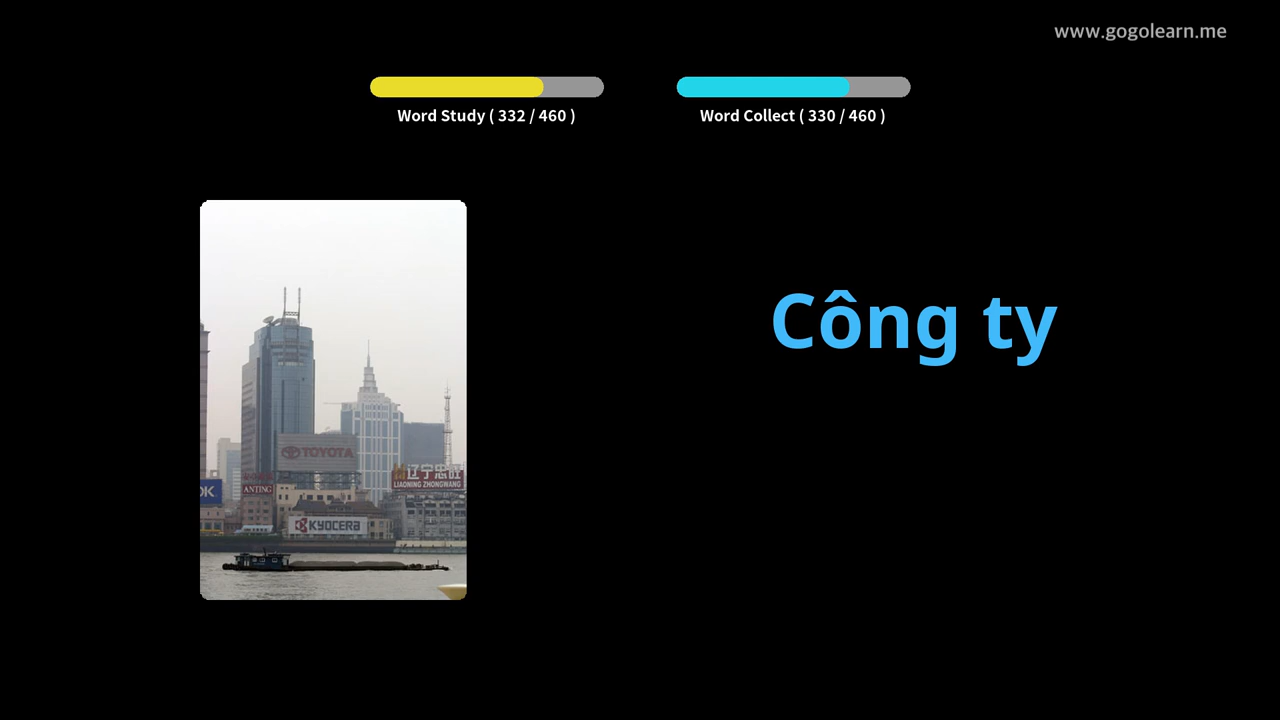 www.gogolearn.me
Word Study ( 332 / 460 )
Word Collect ( 330 / 460 )
Công ty
TOYOTA
辽宁忠旺
LIAONING ZHONGWANG
OK
ANTING
KYOCERA